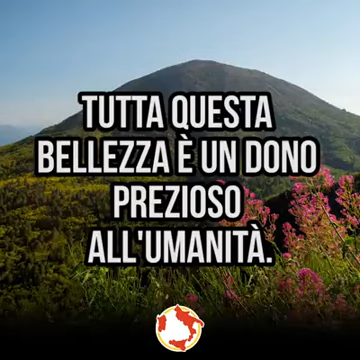 TUTTA QUESTA
BELLEZZA È UN DONO
PREZIOSO
ALL'UMANITÀ.